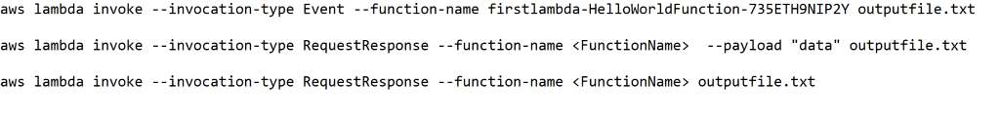 aws lambda invoke --invocation-type Event --function-name firstlambda-HelloWorldFunction-735ETH9NIP2Y outputfile.txt
aws lambda invoke --invocation-type RequestResponse --function-name <FunctionName>  --payload "data" outputfile.txt
aws lambda invoke --invocation-type RequestResponse --function-name <FunctionName> outputfile.txt